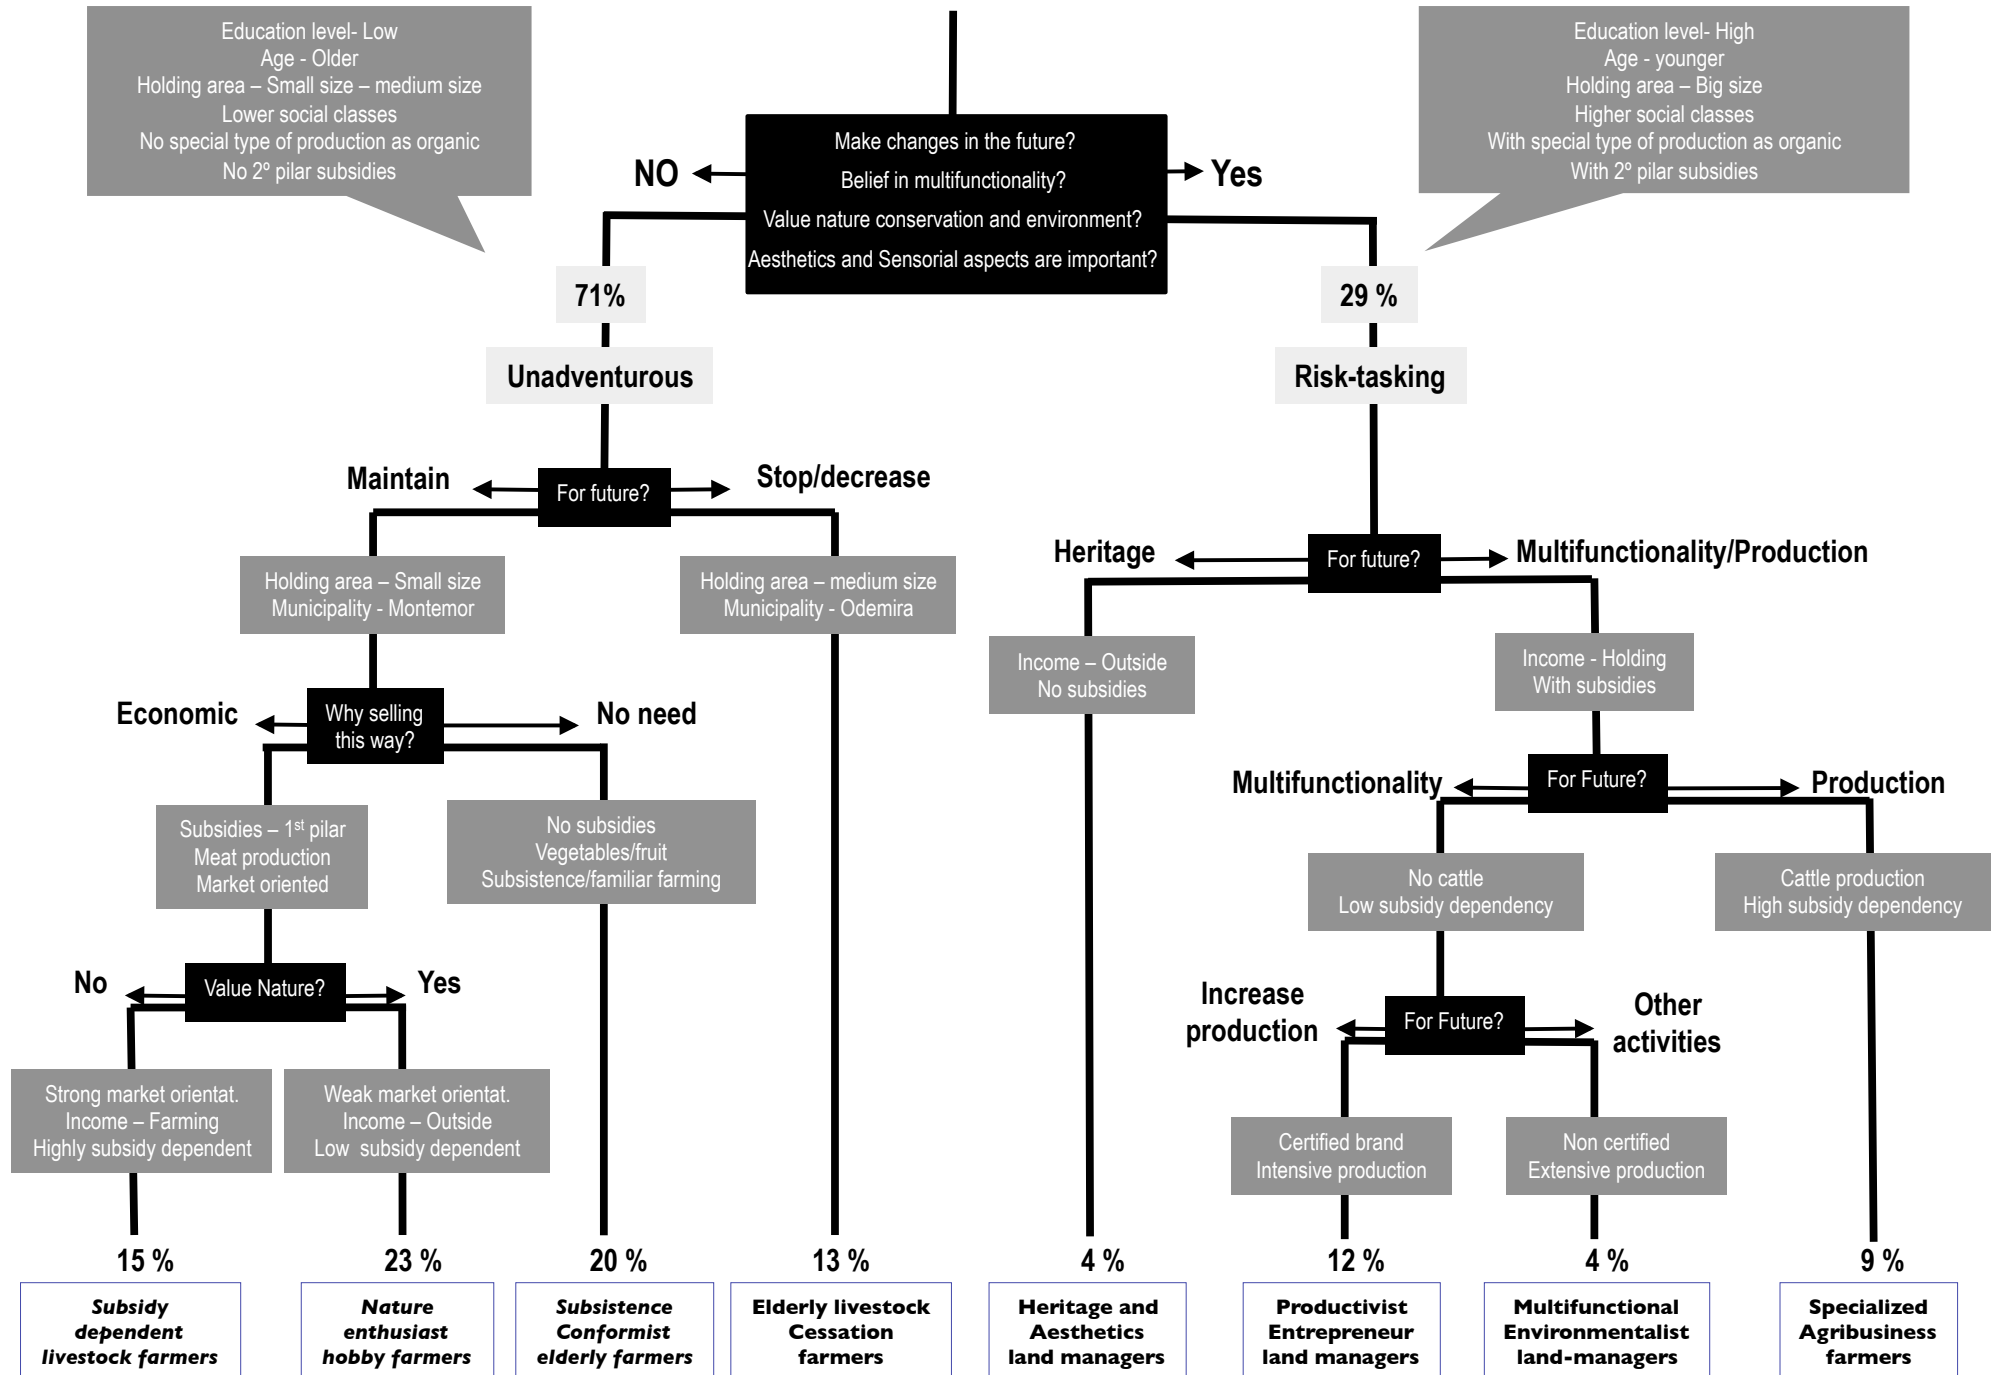 Education level- Low
Age - Older
Holding area – Small size – medium size
Lower social classes
No special type of production as organic
No 2º pilar subsidies
Education level- High
Age - younger
Holding area – Big size
Higher social classes
With special type of production as organic
With 2º pilar subsidies
NO
Make changes in the future?
Belief in multifunctionality?
Value nature conservation and environment?
Aesthetics and Sensorial aspects are important?
Yes
71%
29 %
Unadventurous
Risk-tasking
Maintain
For future?
Stop/decrease
Heritage
For future?
Multifunctionality/Production
Holding area – Small size
Municipality - Montemor
Holding area – medium size
Municipality - Odemira
Income – Outside
No subsidies
Income - Holding
With subsidies
Economic
Why selling
this way?
No need
Multifunctionality
For Future?
Production
Subsidies – 1st pilar
Meat production
Market oriented
No subsidies
Vegetables/fruit
Subsistence/familiar farming
No cattle
Low subsidy dependency
Cattle production
High subsidy dependency
No
Value Nature?
Yes
Increase
production
For Future?
Other
activities
Strong market orientat.
Income – Farming
Highly subsidy dependent
Weak market orientat.
Income – Outside
Low subsidy dependent
Certified brand
Intensive production
Non certified
Extensive production
15 %
23 %
20 %
13 %
4 %
12 %
4 %
9 %
Subsidy
dependent
livestock farmers
Nature
enthusiast
hobby farmers
Subsistence
Conformist
elderly farmers
Elderly livestock
Cessation
farmers
Heritage and
Aesthetics
land managers
Productivist
Entrepreneur
land managers
Multifunctional
Environmentalist
land-managers
Specialized
Agribusiness
farmers